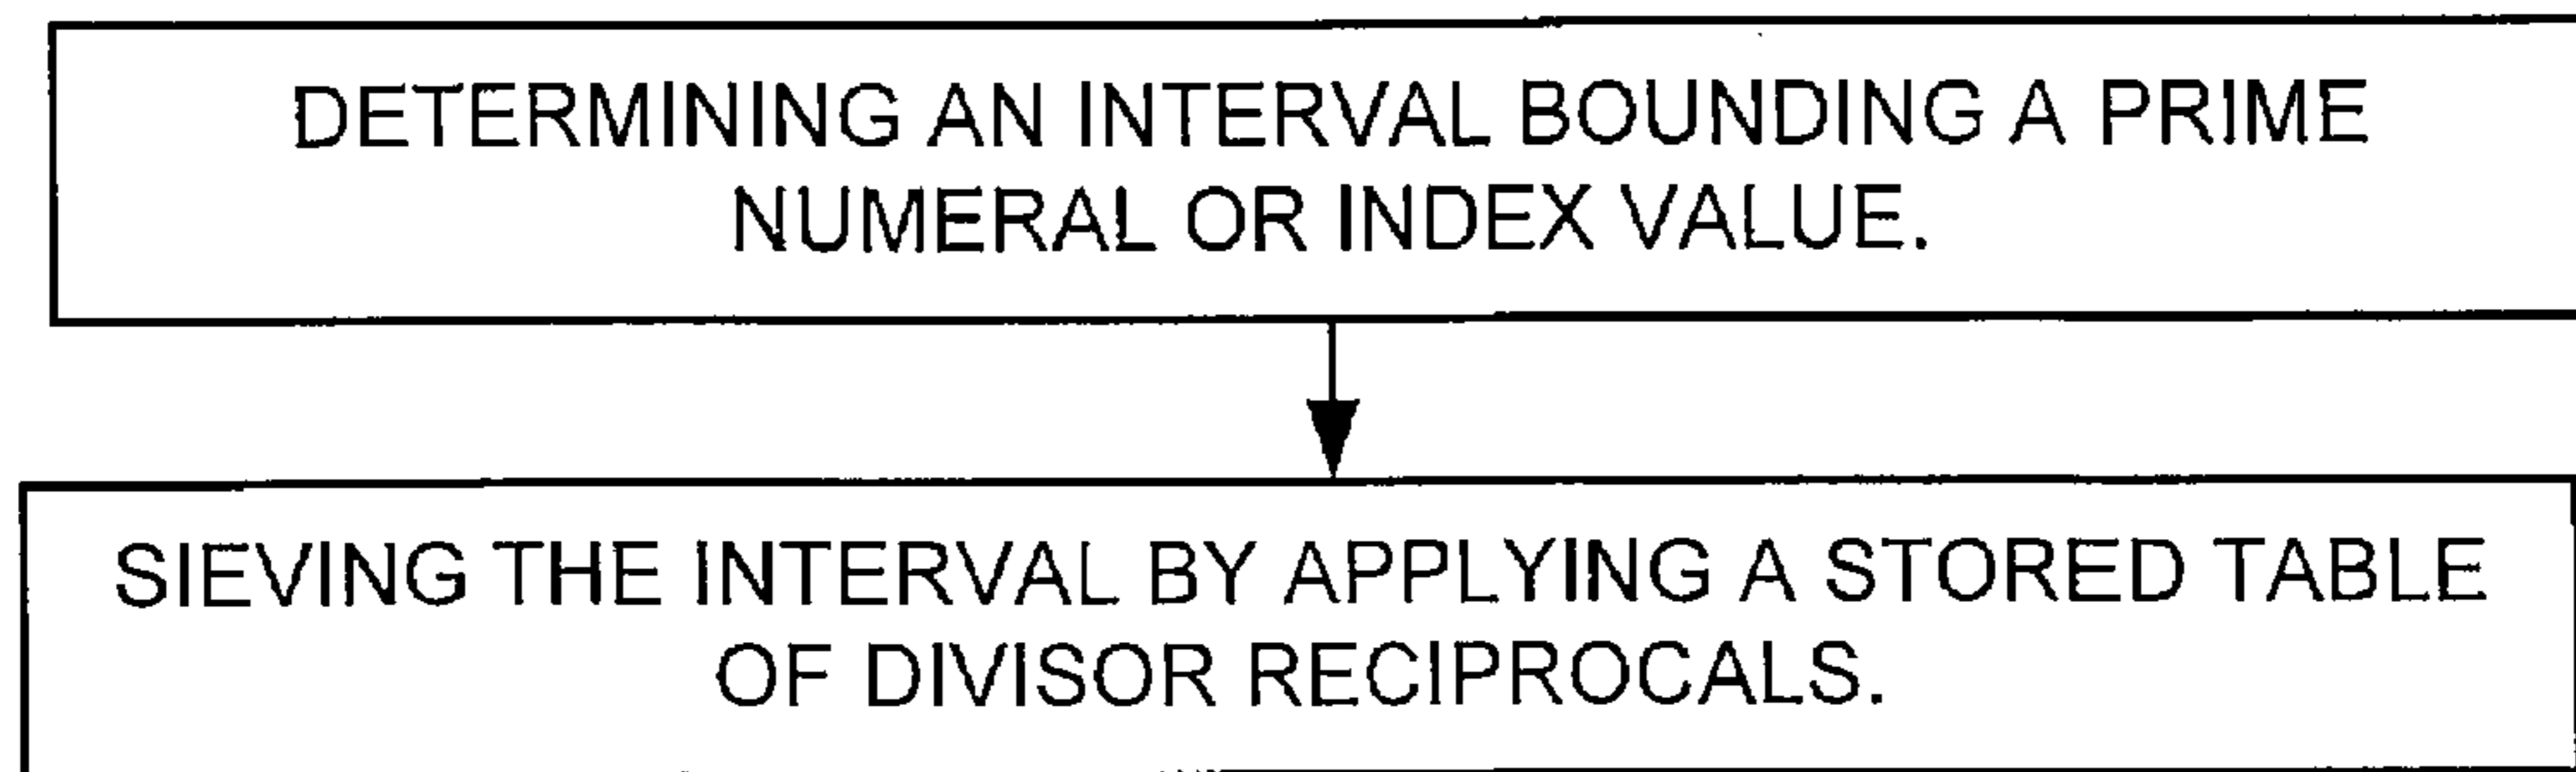 DETERMINING AN INTERVAL BOUNDING A PRIME
NUMERAL OR INDEX VALUE.
SIEVING THE INTERVAL BY APPLYING A STORED TABLE
OF DIVISOR RECIPROCALS.